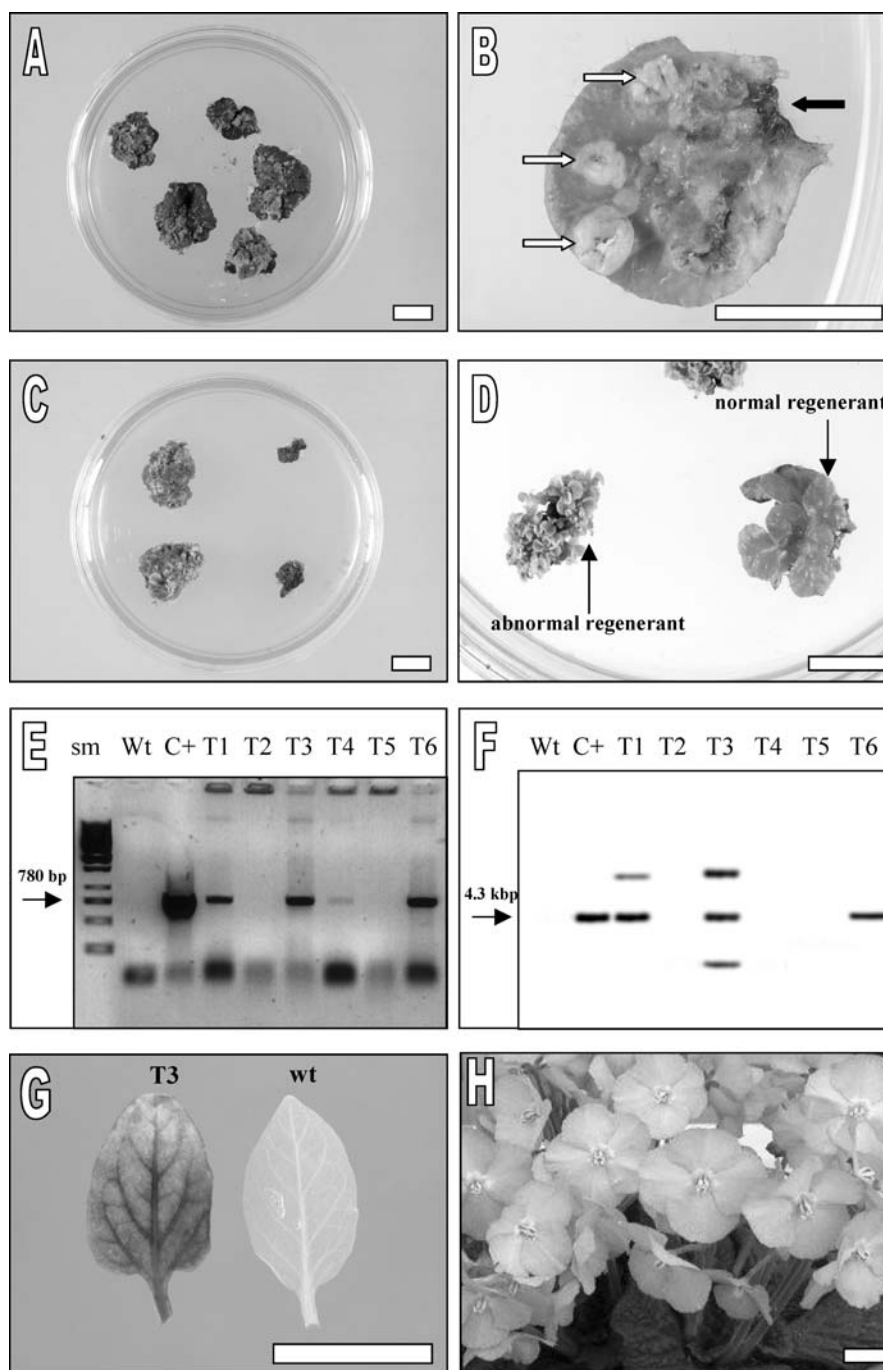 A
B
C
D
normal regenerant
abnormal regenerant
E
sm Wt C+ T1 T2 T3 T4 T5 T6
780 bp
F
Wt C+ T1 T2 T3 T4 T5 T6
4.3 kbp
G
T3 wt
H